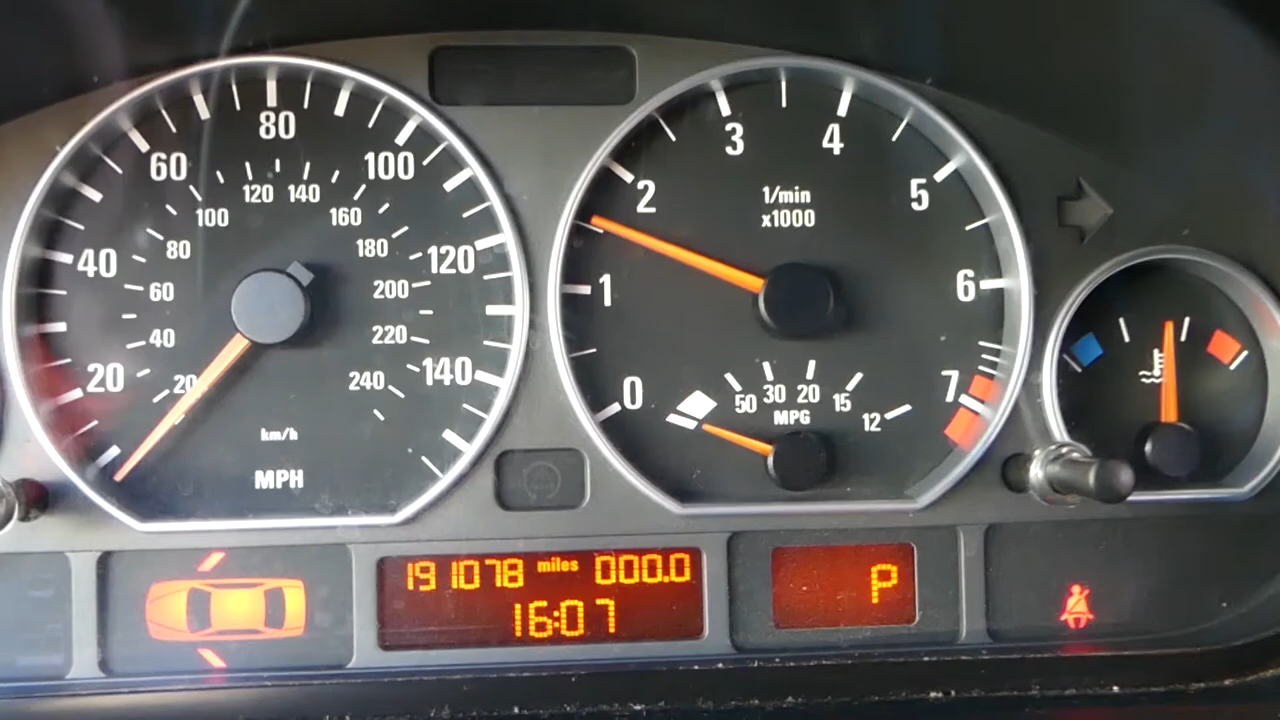 20 40 60 80 100 120 140
20 40 60 80 100 120 140 160 180 200 220 240
km/h
MPH
0 1 2 3 4 5 6 7
1/min
x1000
50 30 20 15 12
MPG
191078 miles 000.0
16:07
P